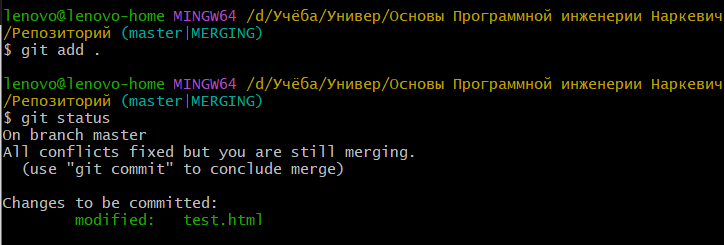 lenovo@lenovo-home MINGW64 /d/Учёба/Универ/Основы Программной инженерии Наркевич
/Репозиторий (master|MERGING)
$ git add .
lenovo@lenovo-home MINGW64 /d/Учёба/Универ/Основы Программной инженерии Наркевич
/Репозиторий (master|MERGING)
$ git status
On branch master
All conflicts fixed but you are still merging.
(use "git commit" to conclude merge)
Changes to be committed:
modified: test.html